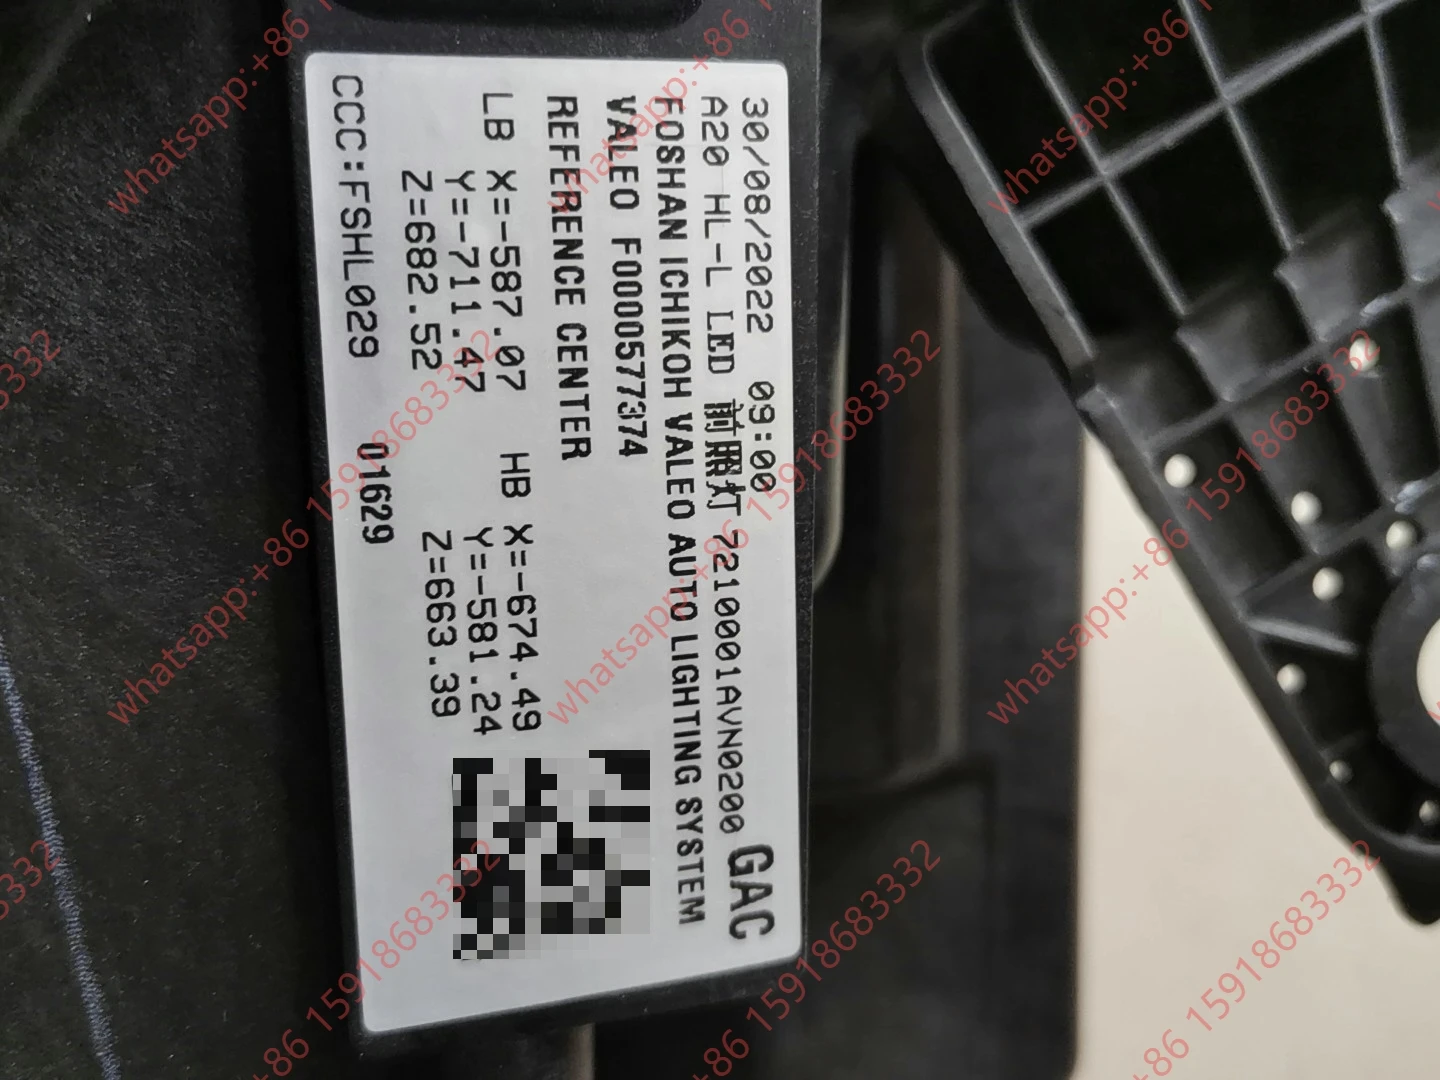 30/08/2022 09:00
A20 HL-L LED 前照灯 7210001AVN0200 GAC
FOSHAN ICHIKOH VALEO AUTO LIGHTING SYSTEM
VALEO F00005777374
REFERENCE CENTER
LB X=-587.07 HB X=-674.49
Y=-711.47 Y=-581.24
Z=682.52 Z=663.39
CCC:FSHL029 01629
whatsapp:+86 15918683332